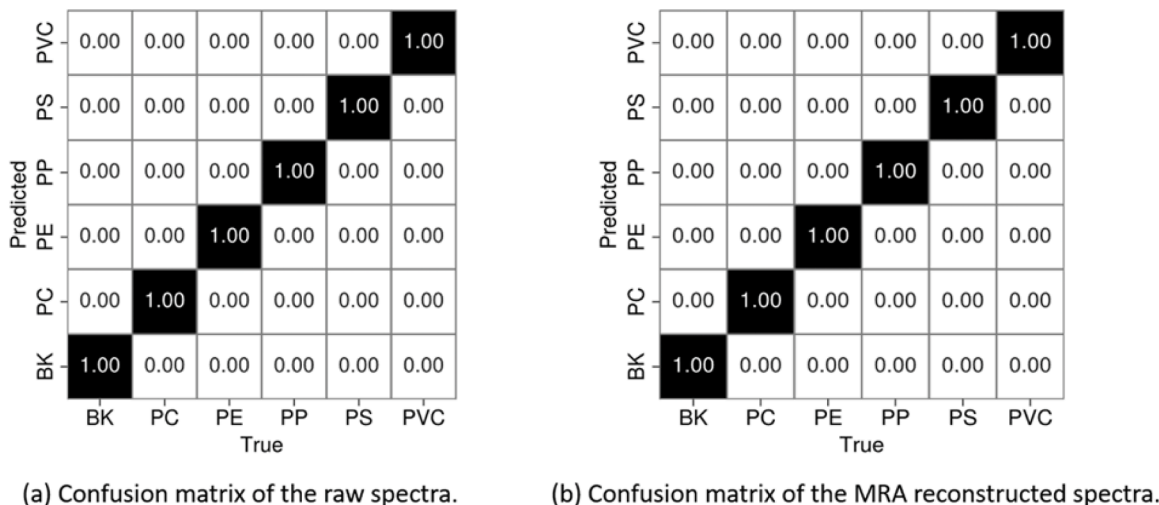 PVC 0.00 0.00 0.00 0.00 0.00 1.00
PS 0.00 0.00 0.00 0.00 1.00 0.00
PP 0.00 0.00 0.00 1.00 0.00 0.00
PE 0.00 0.00 1.00 0.00 0.00 0.00
PC 0.00 1.00 0.00 0.00 0.00 0.00
BK 1.00 0.00 0.00 0.00 0.00 0.00
Predicted
BK PC PE PP PS PVC
True
(a) Confusion matrix of the raw spectra.
PVC 0.00 0.00 0.00 0.00 0.00 1.00
PS 0.00 0.00 0.00 0.00 1.00 0.00
PP 0.00 0.00 0.00 1.00 0.00 0.00
PE 0.00 0.00 1.00 0.00 0.00 0.00
PC 0.00 1.00 0.00 0.00 0.00 0.00
BK 1.00 0.00 0.00 0.00 0.00 0.00
Predicted
BK PC PE PP PS PVC
True
(b) Confusion matrix of the MRA reconstructed spectra.